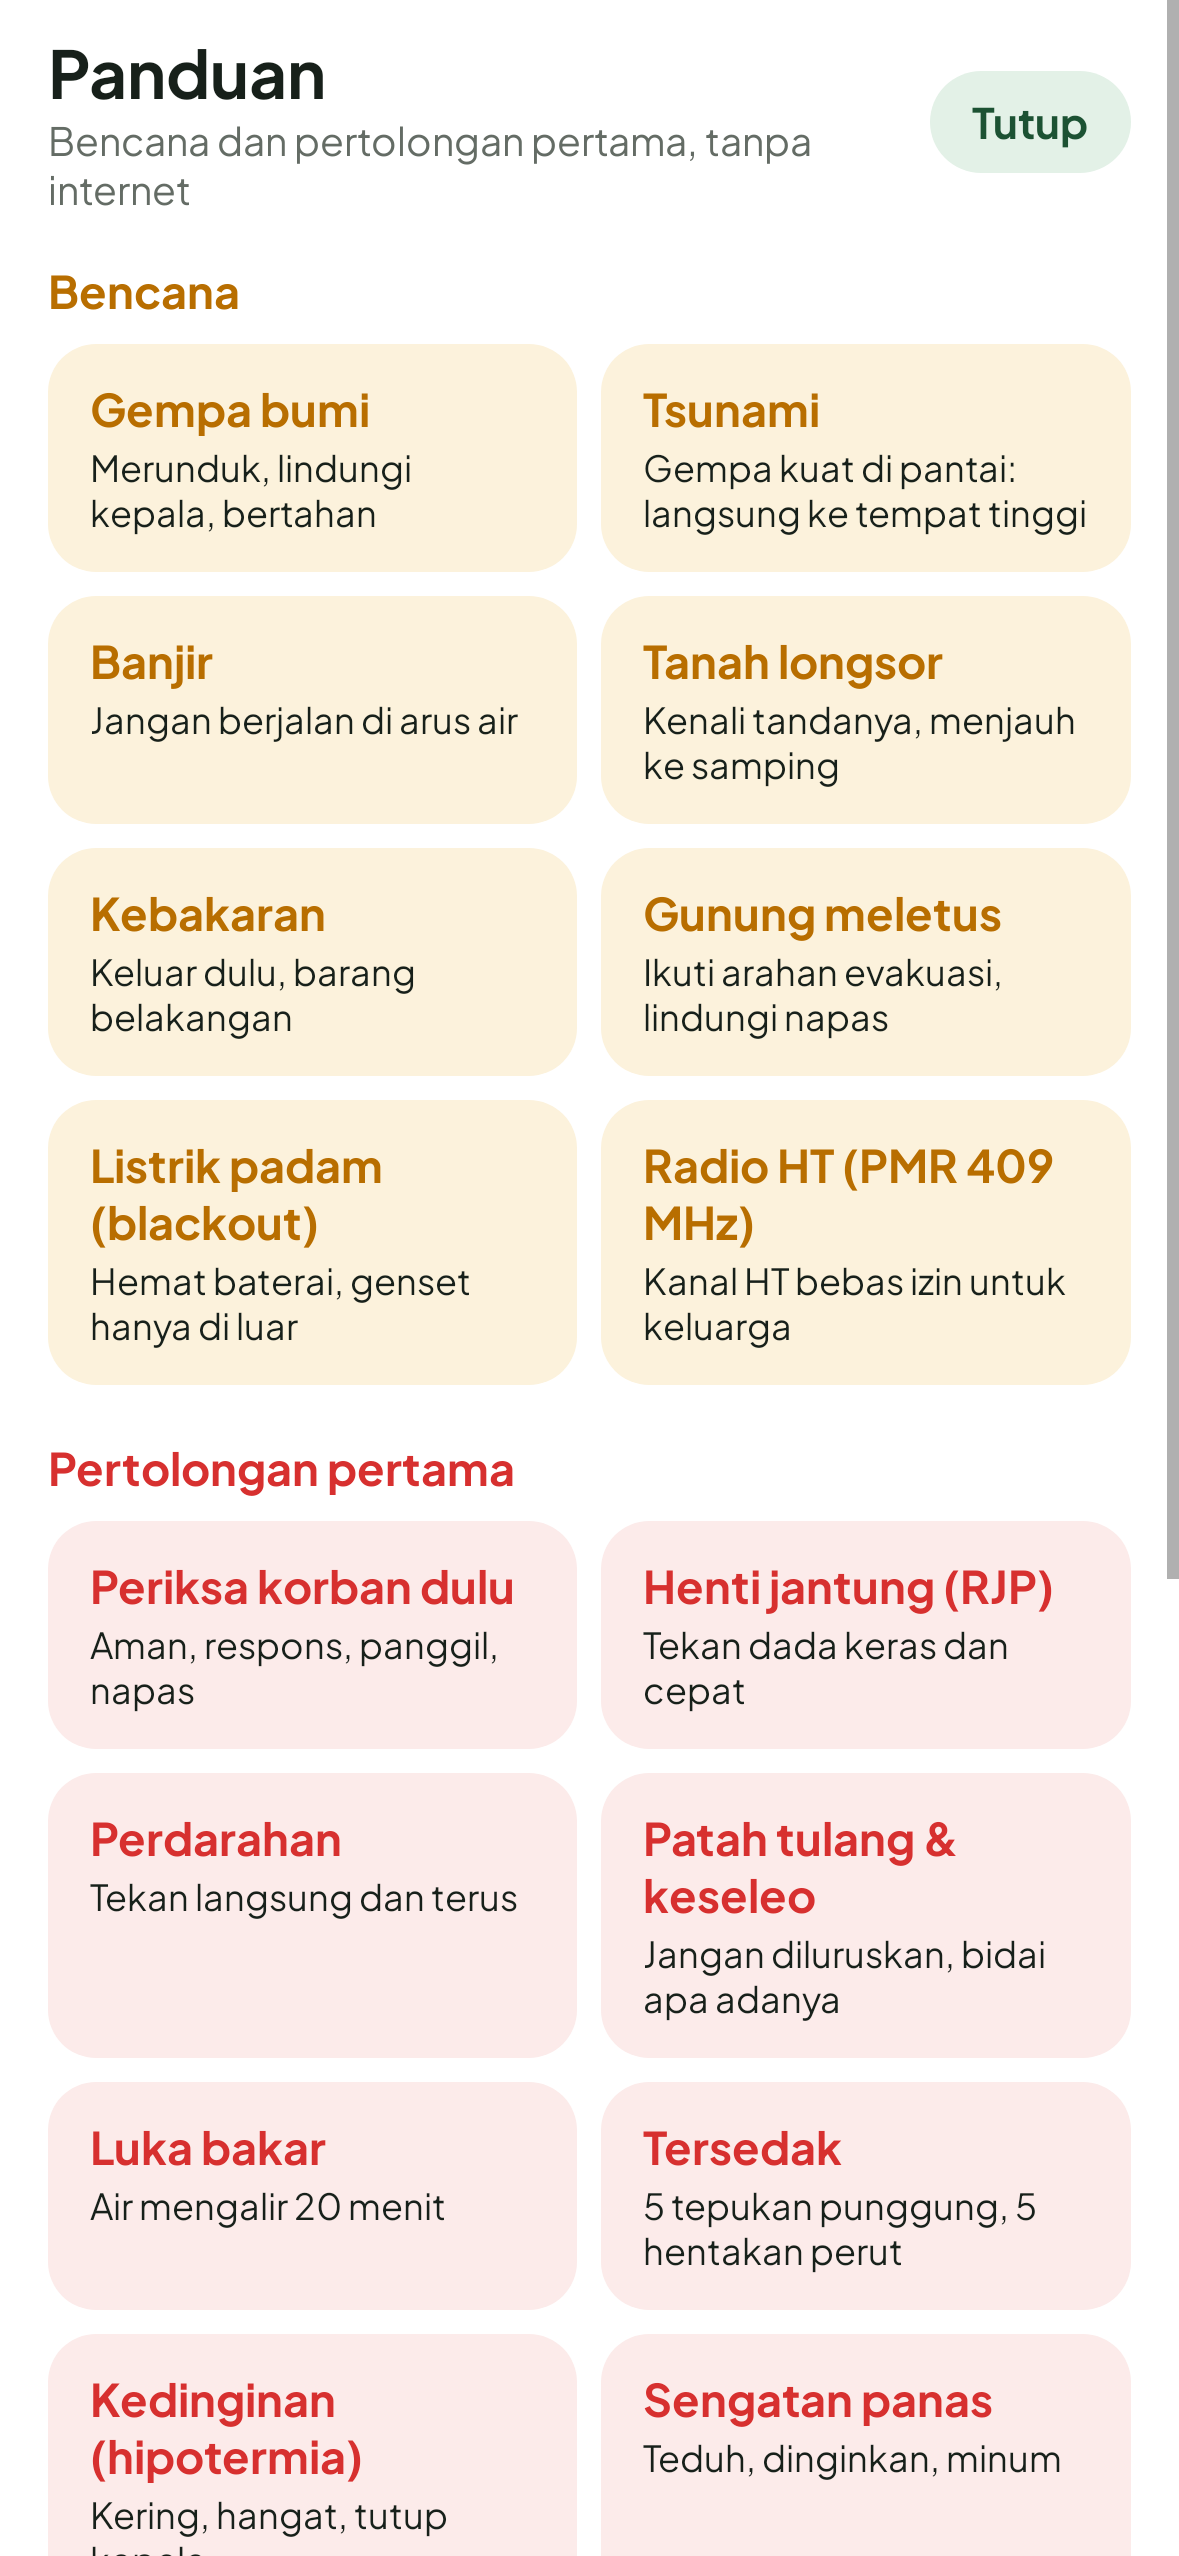 Panduan
Bencana dan pertolongan pertama, tanpa
internet
Tutup
Bencana
Gempa bumi
Merunduk, lindungi
kepala, bertahan
Tsunami
Gempa kuat di pantai:
langsung ke tempat tinggi
Banjir
Jangan berjalan di arus air
Tanah longsor
Kenali tandanya, menjauh
ke samping
Kebakaran
Keluar dulu, barang
belakangan
Gunung meletus
Ikuti arahan evakuasi,
lindungi napas
Listrik padam
(blackout)
Hemat baterai, genset
hanya di luar
Radio HT (PMR 409
MHz)
Kanal HT bebas izin untuk
keluarga
Pertolongan pertama
Periksa korban dulu
Aman, respons, panggil,
napas
Henti jantung (RJP)
Tekan dada keras dan
cepat
Perdarahan
Tekan langsung dan terus
Patah tulang &
keseleo
Jangan diluruskan, bidai
apa adanya
Luka bakar
Air mengalir 20 menit
Tersedak
5 tepukan punggung, 5
hentakan perut
Kedinginan
(hipotermia)
Kering, hangat, tutup
Sengatan panas
Teduh, dinginkan, minum